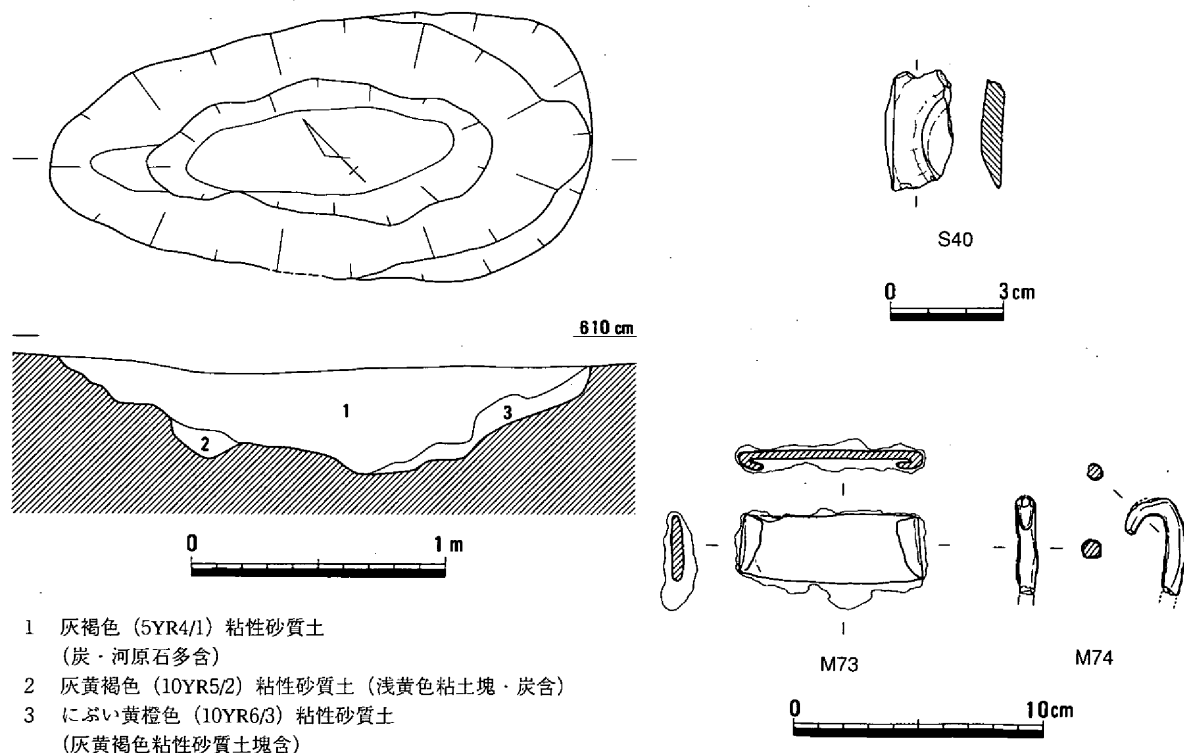 610 cm
1
2
3
0 1 m
1 灰褐色（5YR4/1）粘性砂質土
（炭・河原石多含）
2 灰黄褐色（10YR5/2）粘性砂質土（浅黄色粘土塊・炭含）
3 にぶい黄橙色（10YR6/3）粘性砂質土
（灰黄褐色粘性砂質土塊含）
S40
0 3 cm
M73
M74
0 10 cm